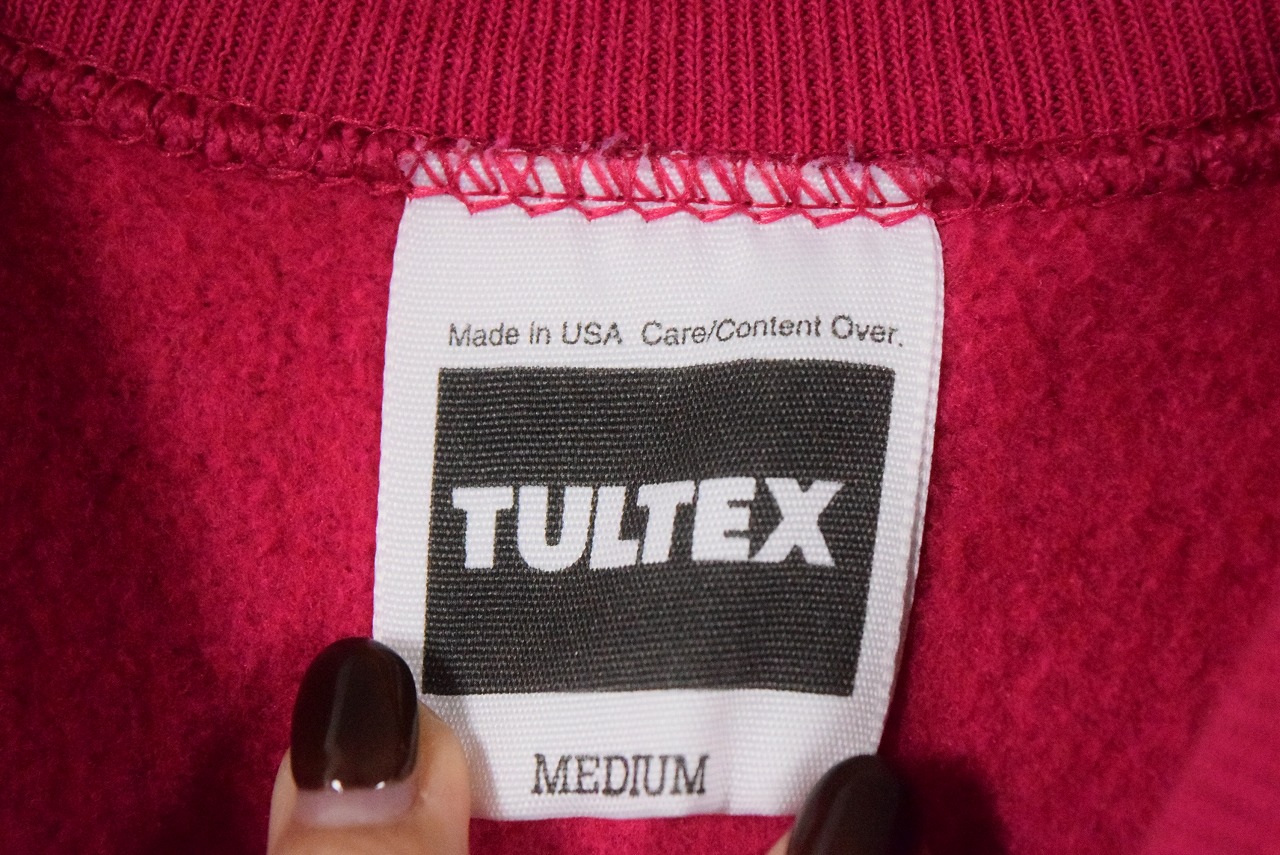 Made In USA Care/Content Over.
TULTEX
MEDIUM